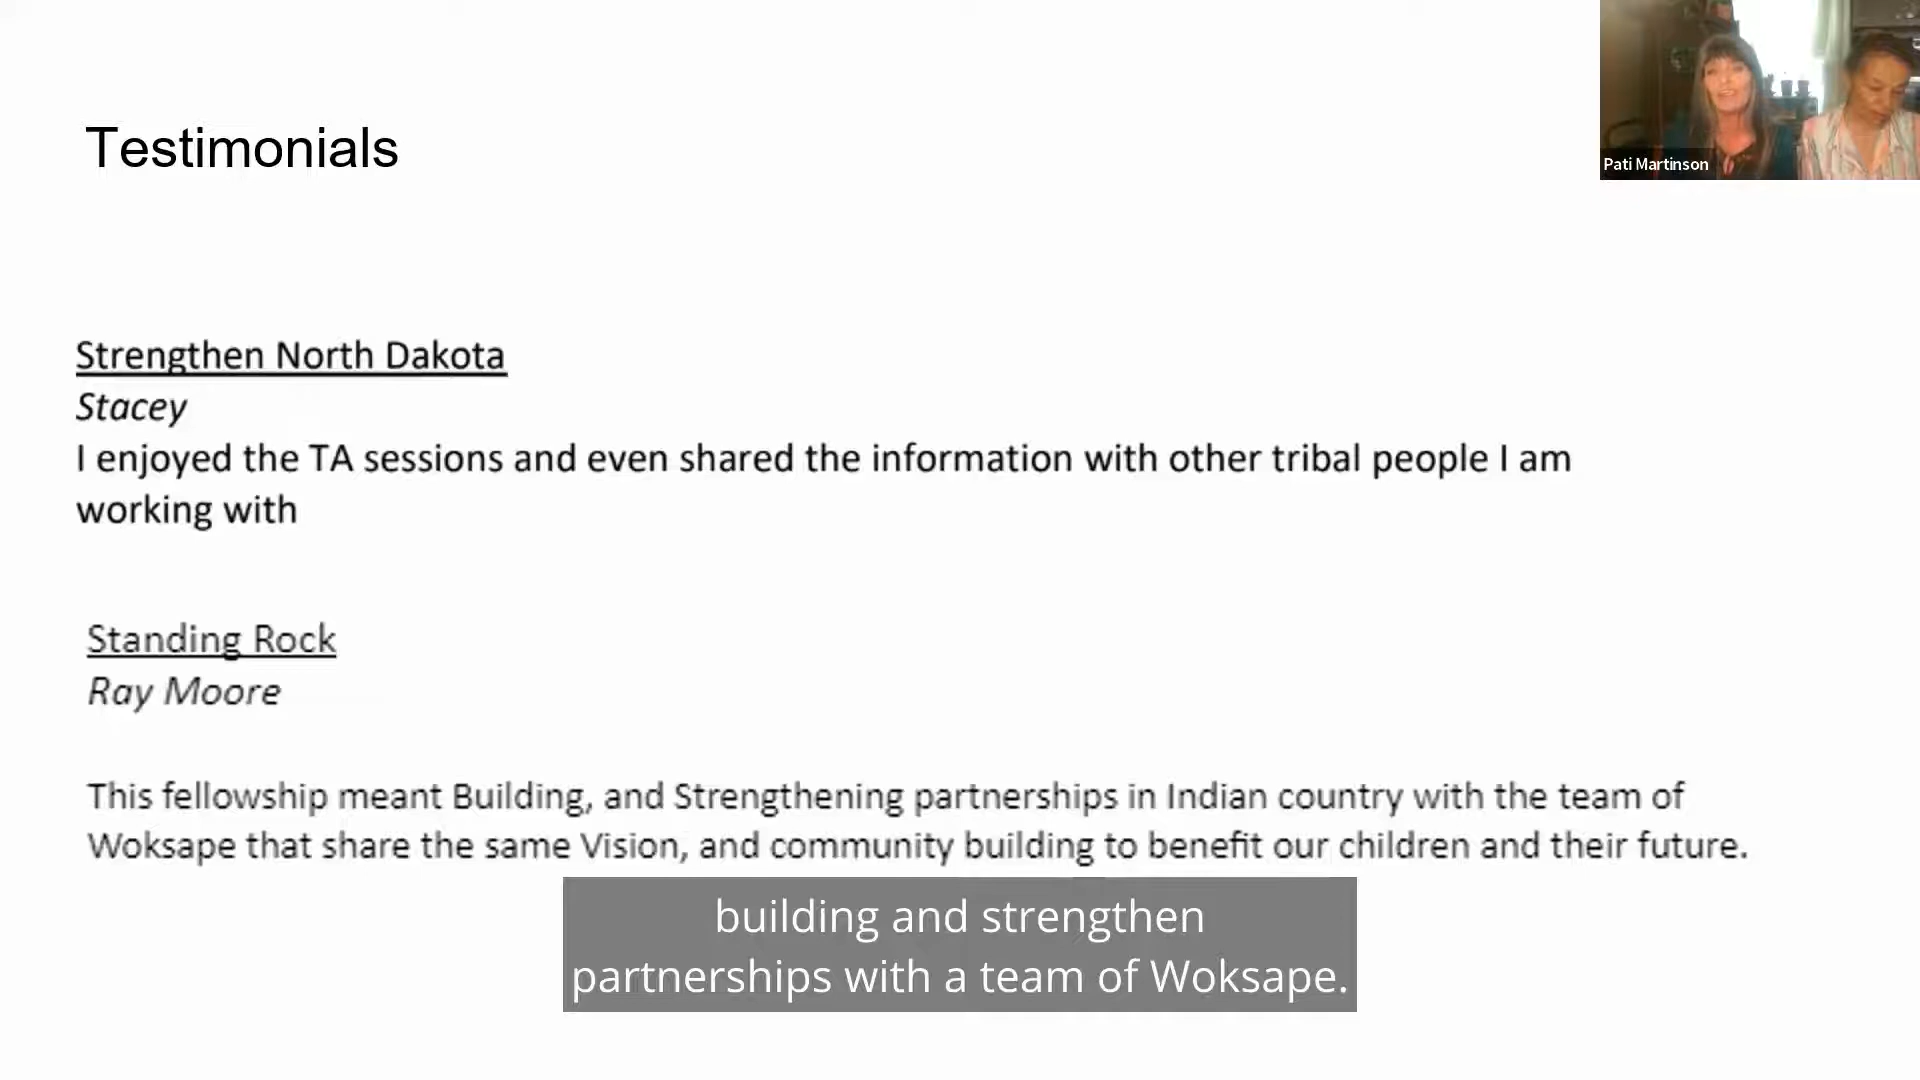 Testimonials
Pati Martinson
Strengthen North Dakota
Stacey
I enjoyed the TA sessions and even shared the information with other tribal people I am
working with
Standing Rock
Ray Moore
This fellowship meant Building, and Strengthening partnerships in Indian country with the team of
Woksape that share the same Vision, and community building to benefit our children and their future.
building and strengthen
partnerships with a team of Woksape.